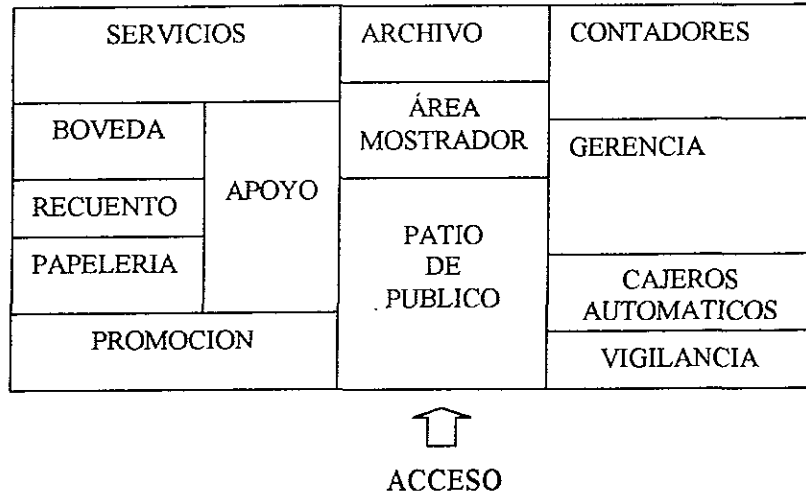 SERVICIOS
ARCHIVO
CONTADORES
BOVEDA
APOYO
ÁREA
MOSTRADOR
GERENCIA
RECUENTO
PAPELERIA
PATIO
DE
PUBLICO
CAJEROS
AUTOMATICOS
PROMOCION
VIGILANCIA
ACCESO